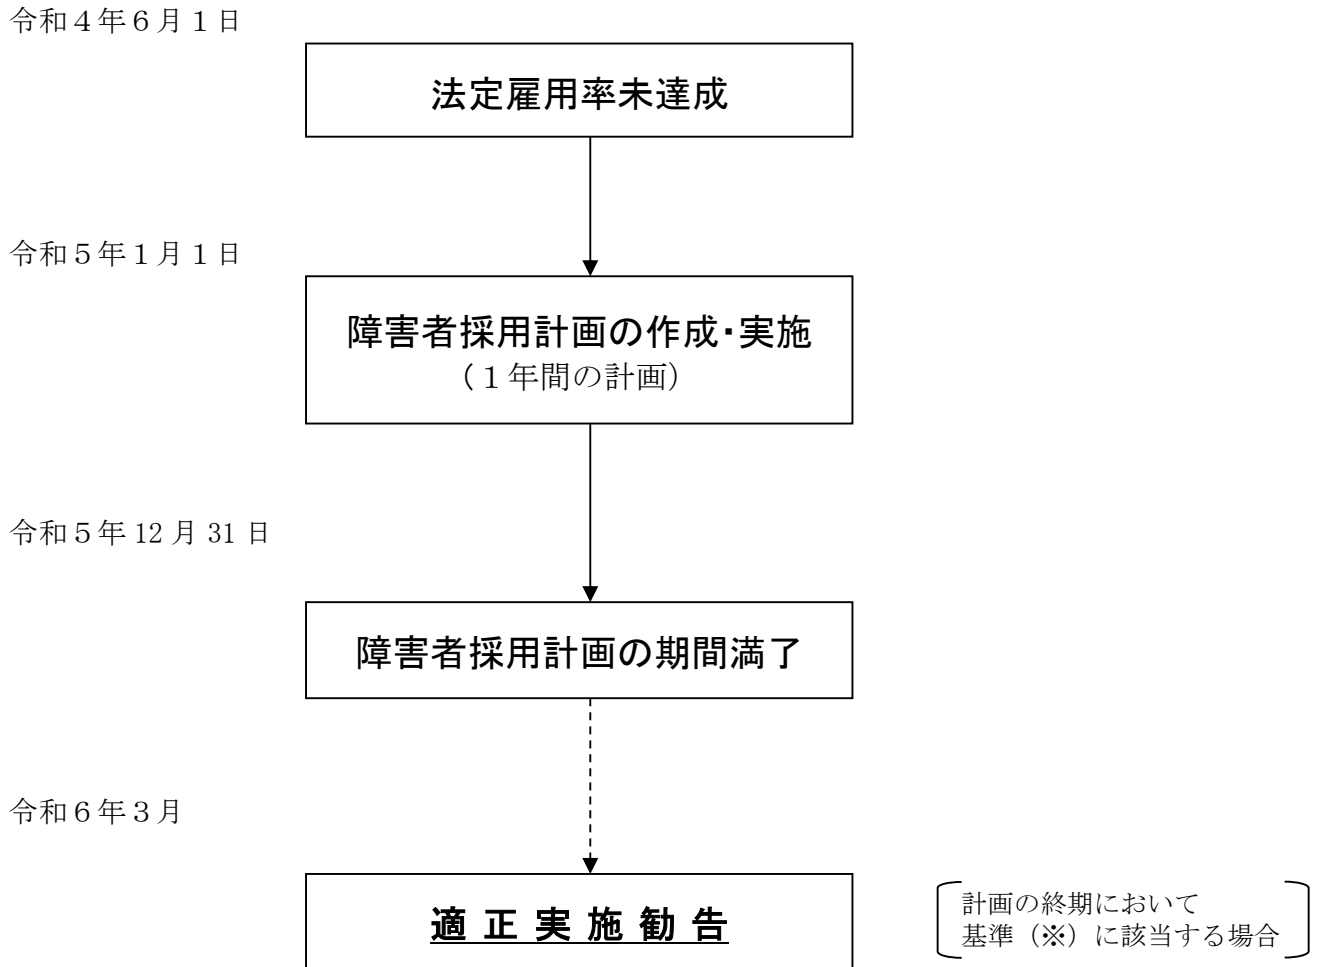 令和４年６月１日
法定雇用率未達成
令和５年１月１日
障害者採用計画の作成・実施
（１年間の計画）
令和５年 12 月 31 日
障害者採用計画の期間満了
令和６年３月
適 正 実 施 勧 告
計画の終期において
基準（※）に該当する場合